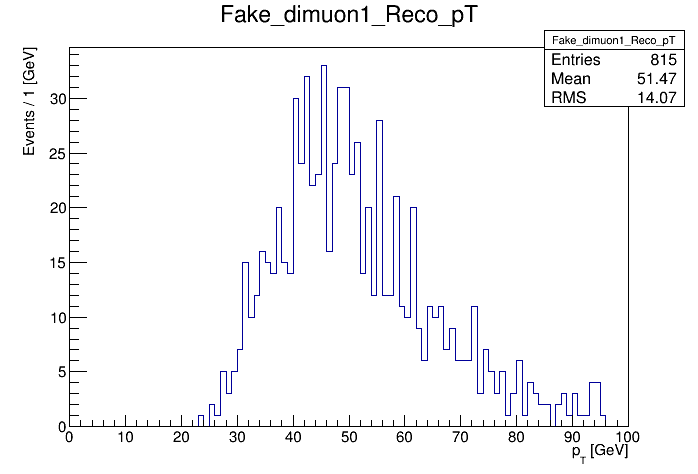 Fake_dimuon1_Reco_pT
Fake_dimuon1_Reco_pT
Entries 815
Mean 51.47
RMS 14.07
Events / 1 [GeV]
30
25
20
15
10
5
0
0 10 20 30 40 50 60 70 80 90 100
p_T [GeV]